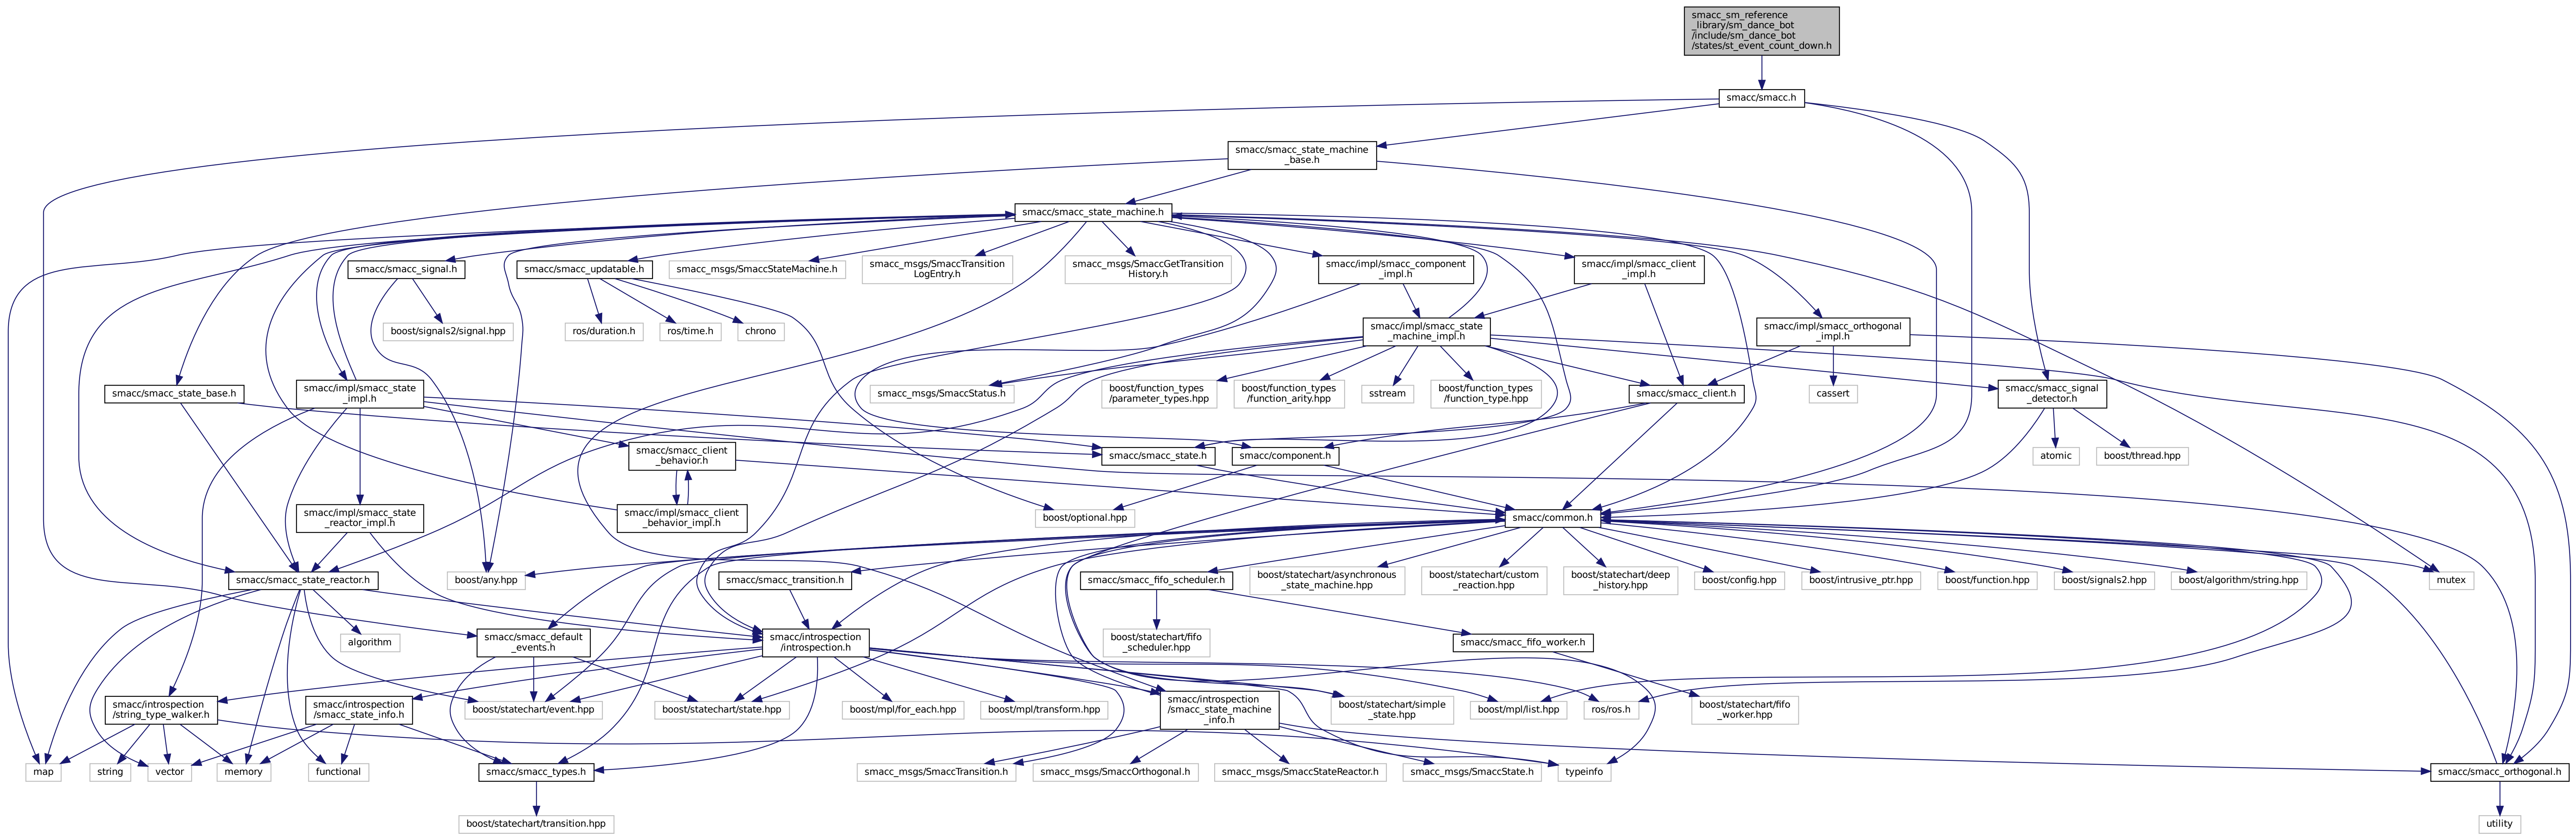 smacc_sm_reference
_library/sm_dance_bot
/include/sm_dance_bot
/states/st_event_count_down.h
smacc/smacc.h
smacc/smacc_state_machine
_base.h
smacc/smacc_state_machine.h
smacc/smacc_signal.h
smacc/smacc_updatable.h
smacc_msgs/SmaccStateMachine.h
smacc_msgs/SmaccTransition
LogEntry.h
smacc_msgs/SmaccGetTransition
History.h
smacc/impl/smacc_component
_impl.h
smacc/impl/smacc_client
_impl.h
boost/signals2/signal.hpp
ros/duration.h
ros/time.h
chrono
smacc/impl/smacc_state
_machine_impl.h
smacc/impl/smacc_orthogonal
_impl.h
smacc/smacc_state_base.h
smacc/impl/smacc_state
_impl.h
smacc_msgs/SmaccStatus.h
boost/function_types
/parameter_types.hpp
boost/function_types
/function_arity.hpp
sstream
boost/function_types
/function_type.hpp
smacc/smacc_client.h
cassert
smacc/smacc_signal
_detector.h
smacc/smacc_client
_behavior.h
smacc/smacc_state.h
smacc/component.h
atomic
boost/thread.hpp
smacc/impl/smacc_state
_reactor_impl.h
smacc/impl/smacc_client
_behavior_impl.h
boost/optional.hpp
smacc/common.h
smacc/smacc_state_reactor.h
boost/any.hpp
smacc/smacc_transition.h
smacc/smacc_fifo_scheduler.h
boost/statechart/asynchronous
_state_machine.hpp
boost/statechart/custom
_reaction.hpp
boost/statechart/deep
_history.hpp
boost/config.hpp
boost/intrusive_ptr.hpp
boost/function.hpp
boost/signals2.hpp
boost/algorithm/string.hpp
mutex
algorithm
smacc/smacc_default
_events.h
smacc/introspection
/introspection.h
boost/statechart/fifo
_scheduler.hpp
smacc/smacc_fifo_worker.h
smacc/introspection
/string_type_walker.h
smacc/introspection
/smacc_state_info.h
boost/statechart/event.hpp
boost/statechart/state.hpp
boost/mpl/for_each.hpp
boost/mpl/transform.hpp
smacc/introspection
/smacc_state_machine
_info.h
boost/statechart/simple
_state.hpp
boost/mpl/list.hpp
ros/ros.h
boost/statechart/fifo
_worker.hpp
map
string
vector
memory
functional
smacc/smacc_types.h
smacc_msgs/SmaccTransition.h
smacc_msgs/SmaccOrthogonal.h
smacc_msgs/SmaccStateReactor.h
smacc_msgs/SmaccState.h
typeinfo
smacc/smacc_orthogonal.h
boost/statechart/transition.hpp
utility